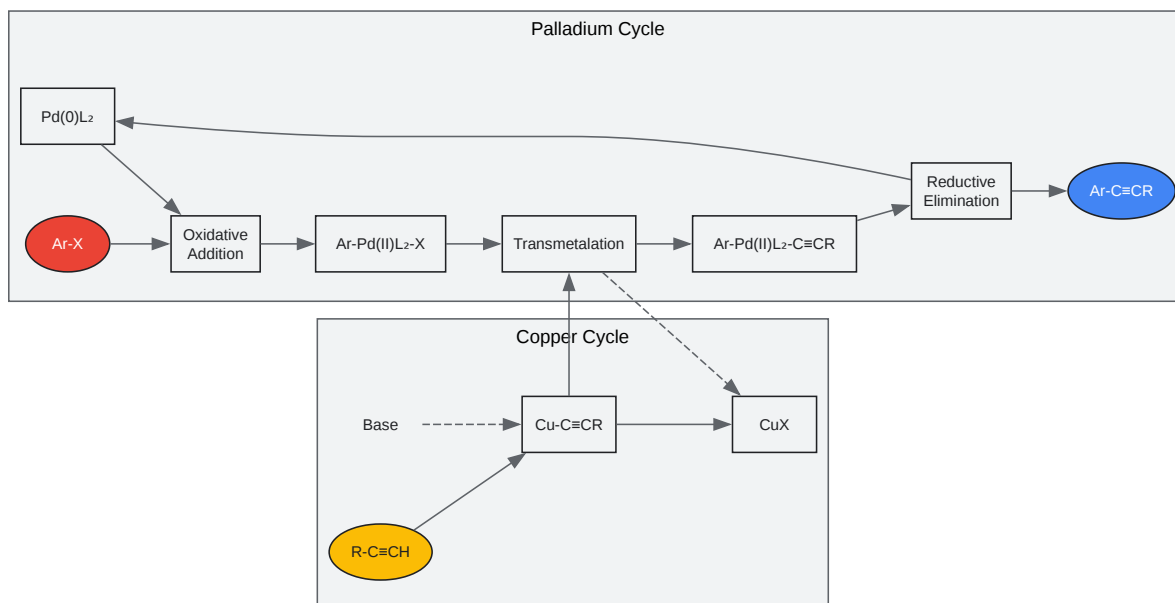 Palladium Cycle
Pd(0)L₂
Reductive
Elimination
Ar-C≡CR
Ar-X
Oxidative
Addition
Ar-Pd(II)L₂-X
Transmetalation
Ar-Pd(II)L₂-C≡CR
Copper Cycle
Base
Cu-C≡CR
CuX
R-C≡CH